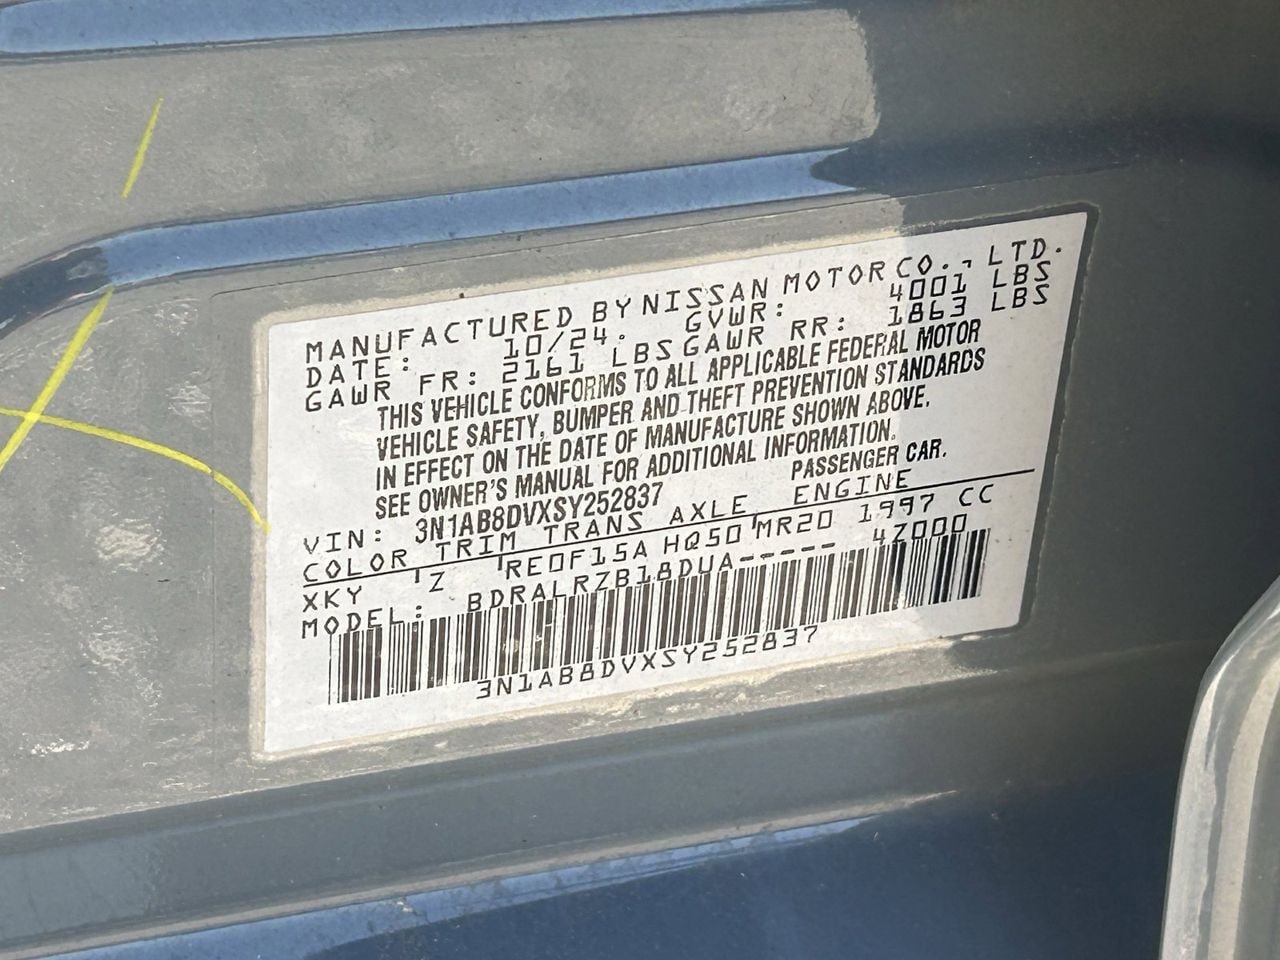 MANUFACTURED BY NISSAN MOTOR CO., LTD.
DATE: 10/24. GVWR: 4001 LBS
GAWR FR: 2161 LBS GAWR RR: 1863 LBS
THIS VEHICLE CONFORMS TO ALL APPLICABLE FEDERAL MOTOR
VEHICLE SAFETY, BUMPER AND THEFT PREVENTION STANDARDS
IN EFFECT ON THE DATE OF MANUFACTURE SHOWN ABOVE.
SEE OWNER'S MANUAL FOR ADDITIONAL INFORMATION.
VIN: 3N1AB8DVXSY252837 PASSENGER CAR.
COLOR TRIM TRANS AXLE ENGINE
XKY Z RE0F15A HQ50 MR20 1997 CC
MODEL: BDRALRZB18DUA----- 4Z000
3N1AB8DVXSY252837